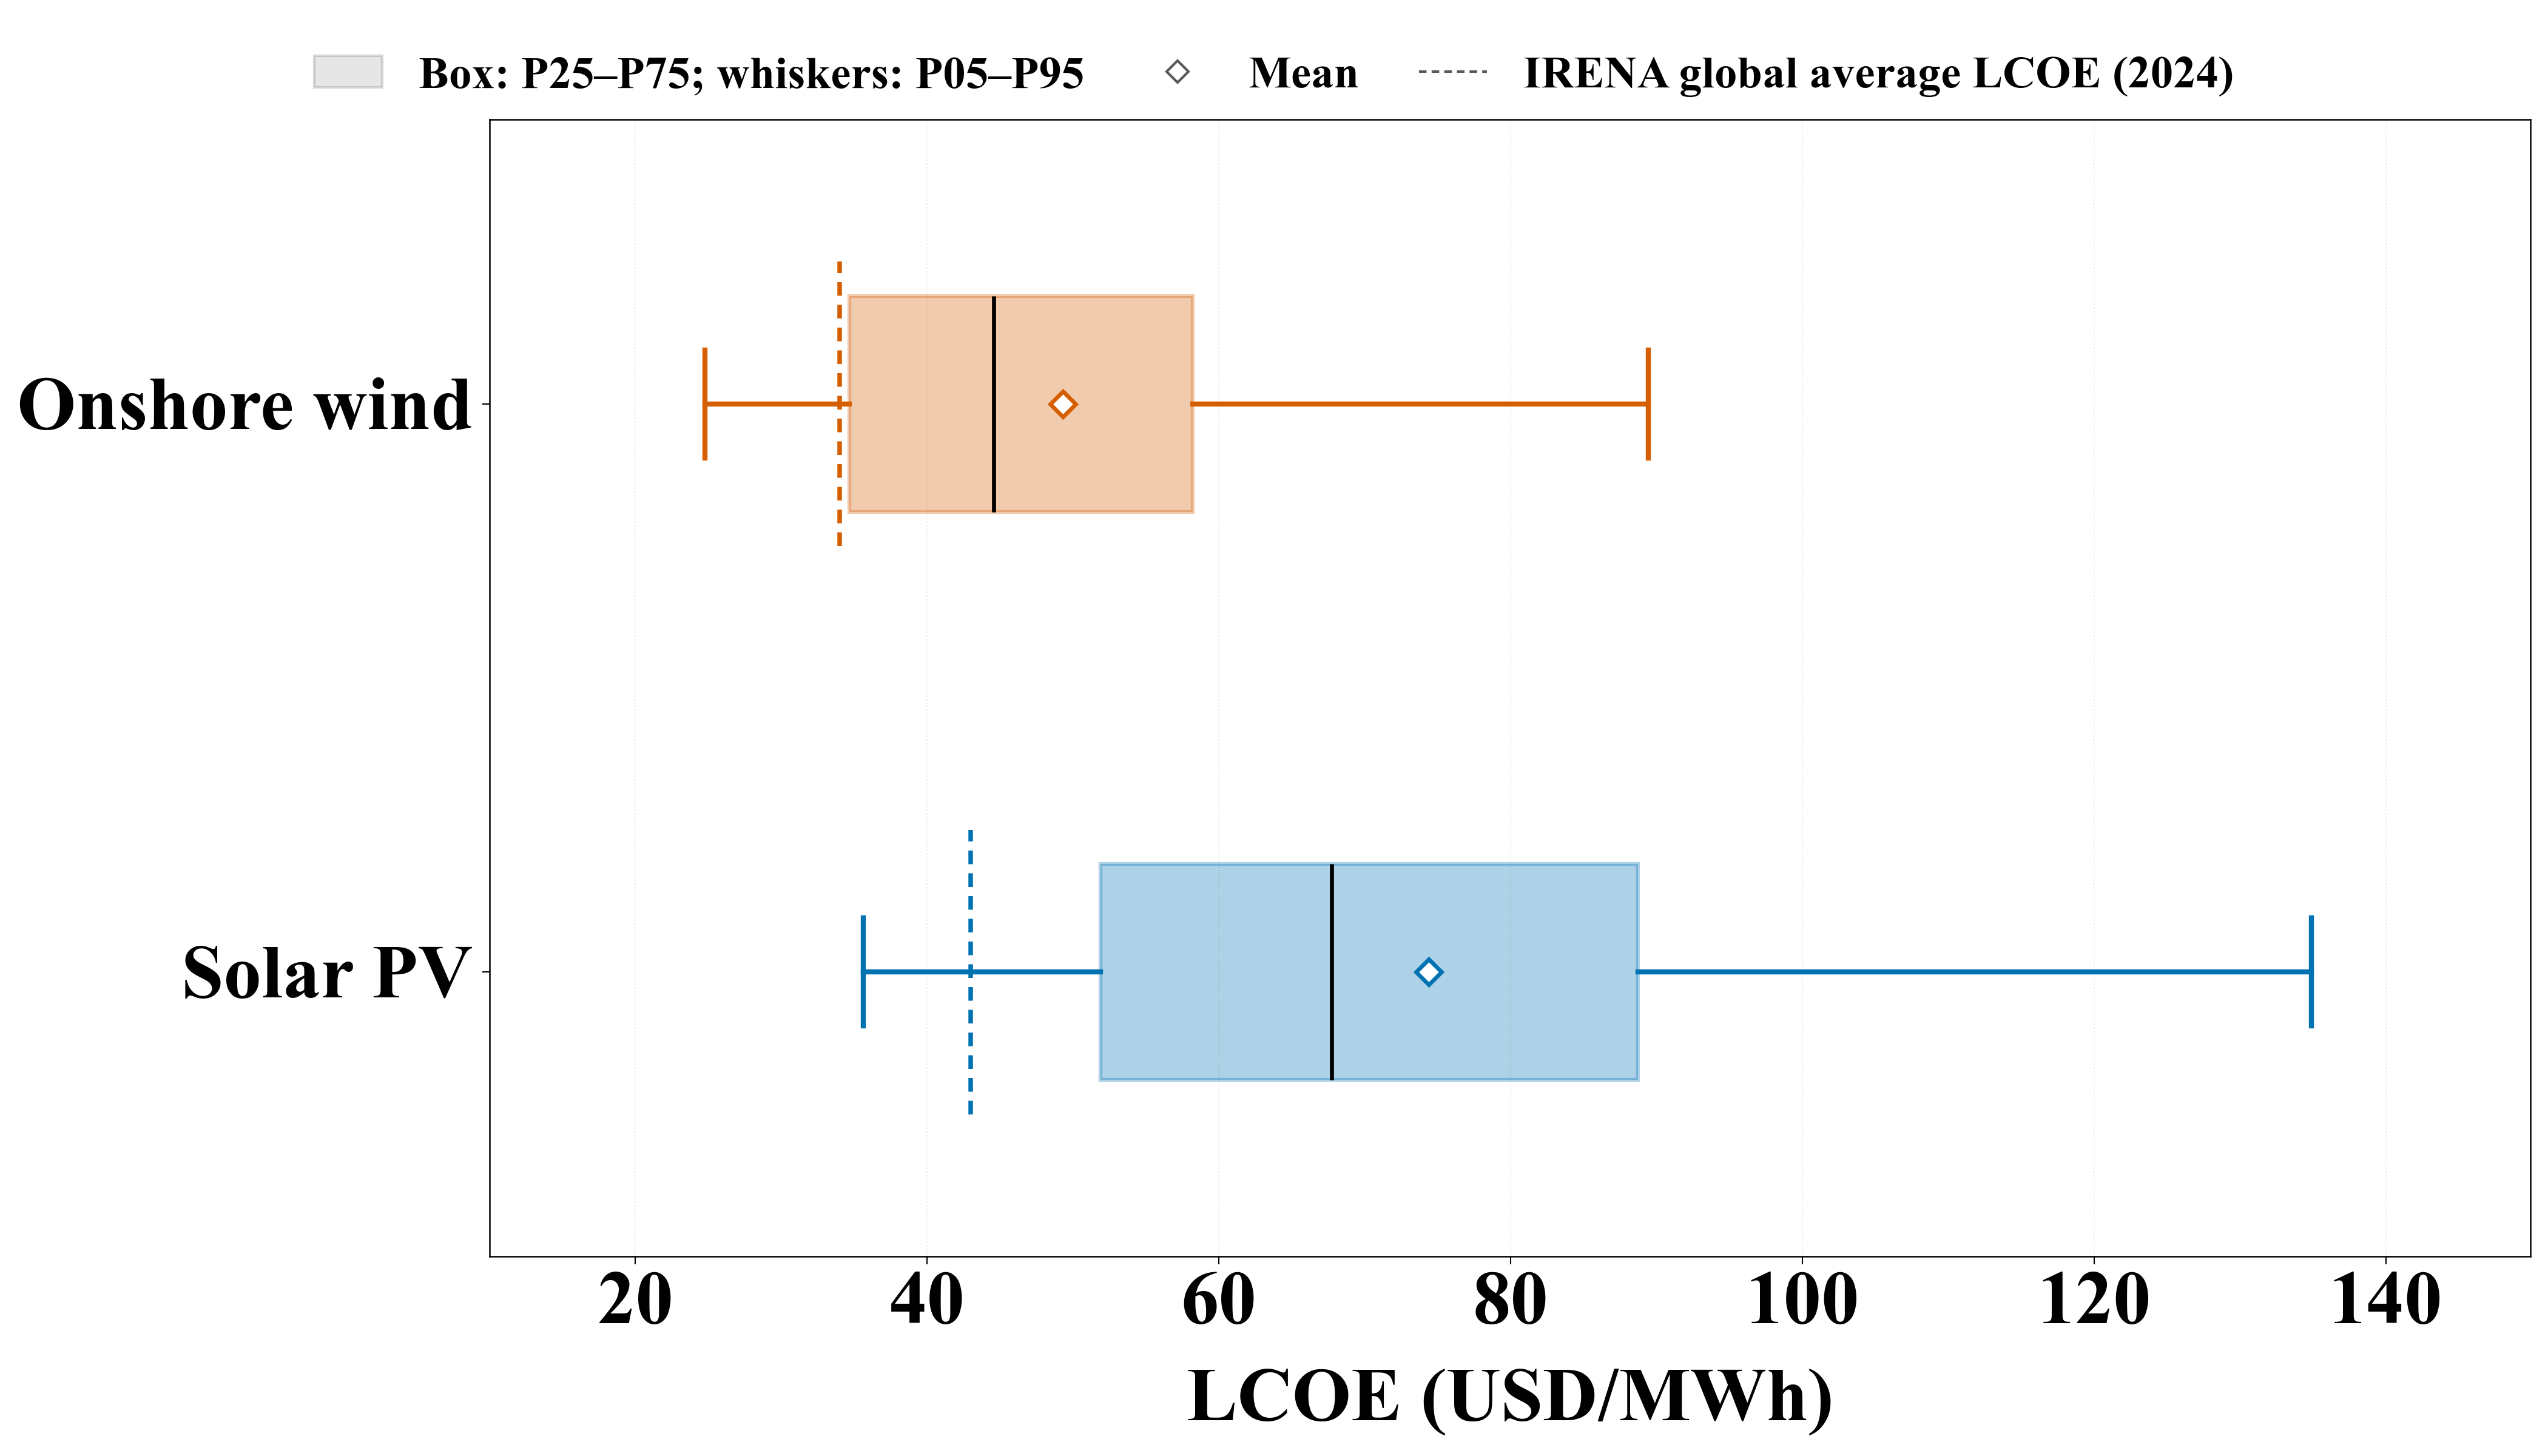 Box: P25–P75; whiskers: P05–P95 Mean IRENA global average LCOE (2024)
Onshore wind
Solar PV
20 40 60 80 100 120 140
LCOE (USD/MWh)